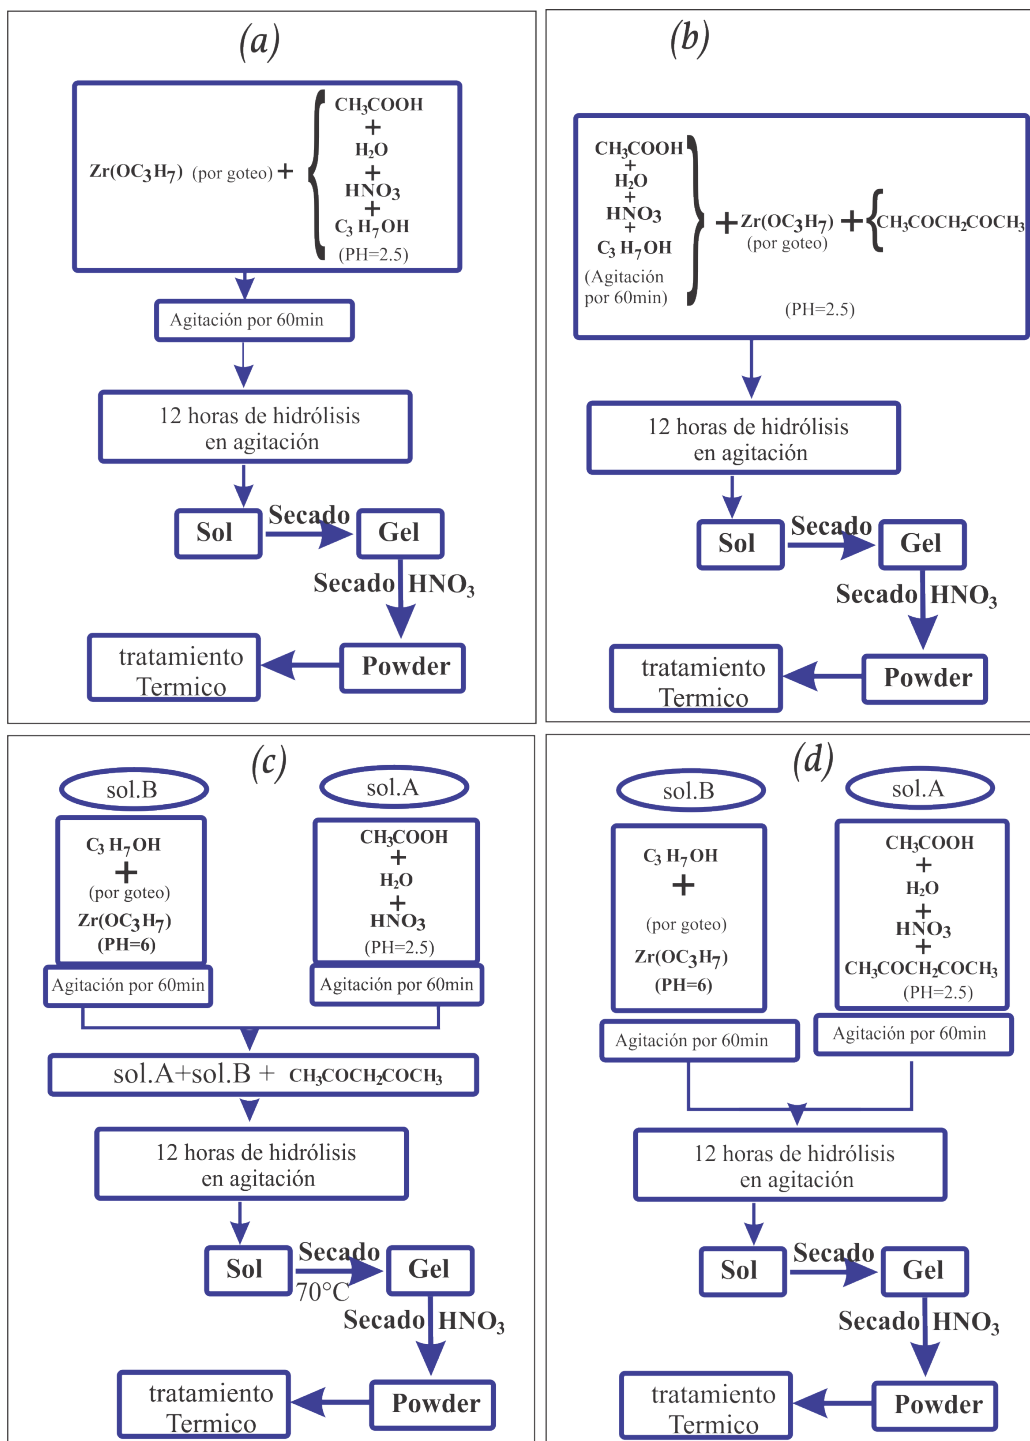 (a)
Zr(OC₃H₇) (por goteo) +
CH₃COOH
+
H₂O
+
HNO₃
+
C₃ H₇OH
(PH=2.5)
Agitación por 60min
12 horas de hidrólisis
en agitación
Sol
Secado
Gel
Secado HNO₃
Powder
tratamiento
Termico
(b)
CH₃COOH
+
H₂O
+
HNO₃
+
C₃ H₇OH
(Agitación
por 60min)
+ Zr(OC₃H₇) + CH₃COCH₂COCH₃
(por goteo)
(PH=2.5)
12 horas de hidrólisis
en agitación
Sol
Secado
Gel
Secado HNO₃
Powder
tratamiento
Termico
(c)
sol.B
C₃ H₇OH
+
(por goteo)
Zr(OC₃H₇)
(PH=6)
Agitación por 60min
sol.A
CH₃COOH
+
H₂O
+
HNO₃
(PH=2.5)
Agitación por 60min
sol.A+sol.B + CH₃COCH₂COCH₃
12 horas de hidrólisis
en agitación
Sol
Secado
70°C
Gel
Secado HNO₃
Powder
tratamiento
Termico
(d)
sol.B
C₃ H₇OH
+
(por goteo)
Zr(OC₃H₇)
(PH=6)
Agitación por 60min
sol.A
CH₃COOH
+
H₂O
+
HNO₃
+
CH₃COCH₂COCH₃
(PH=2.5)
Agitación por 60min
12 horas de hidrólisis
en agitación
Sol
Secado
Gel
Secado HNO₃
Powder
tratamiento
Termico